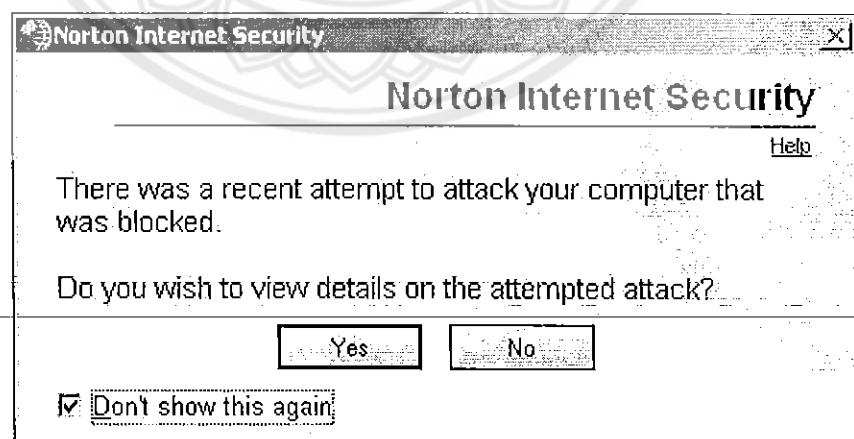 Norton Internet Security
Norton Internet Security
Help
There was a recent attempt to attack your computer that
was blocked.
Do you wish to view details on the attempted attack?
Yes No
Don't show this again